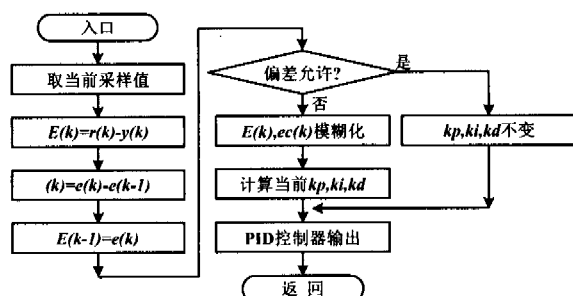 入口
取当前采样值
E(k)=r(k)-y(k)
(k)=e(k)-e(k-1)
E(k-1)=e(k)
偏差允许?
是
否
E(k),ec(k)模糊化
kp,ki,kd不变
计算当前kp,ki,kd
PID控制器输出
返回